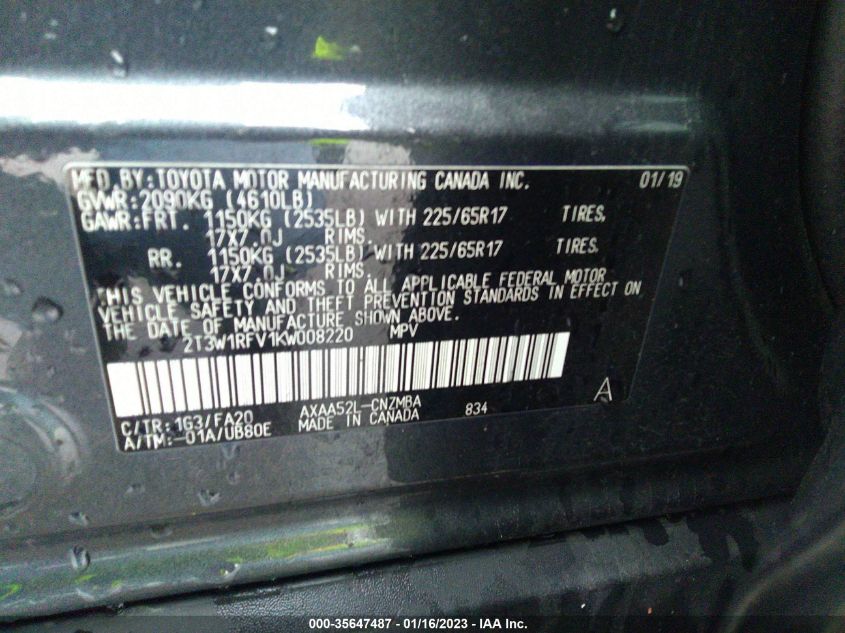 MFD.BY:TOYOTA MOTOR MANUFACTURING CANADA INC. 01/19
GVWR:2090KG (4610LB)
GAWR:FRT. 1150KG (2535LB) WITH 225/65R17 TIRES,
17X7.0J RIMS,
RR. 1150KG (2535LB) WITH 225/65R17 TIRES,
17X7.0J RIMS,
THIS VEHICLE CONFORMS TO ALL APPLICABLE FEDERAL MOTOR
VEHICLE SAFETY AND THEFT PREVENTION STANDARDS IN EFFECT ON
THE DATE OF MANUFACTURE SHOWN ABOVE.
2T3W1RFV1KW008220 MPV
C/TR:1G3/FA20 AXAA52L-CNZMBA 834 A
A/TM:-01A/UB80E MADE IN CANADA
000-35647487 - 01/16/2023 - IAA Inc.